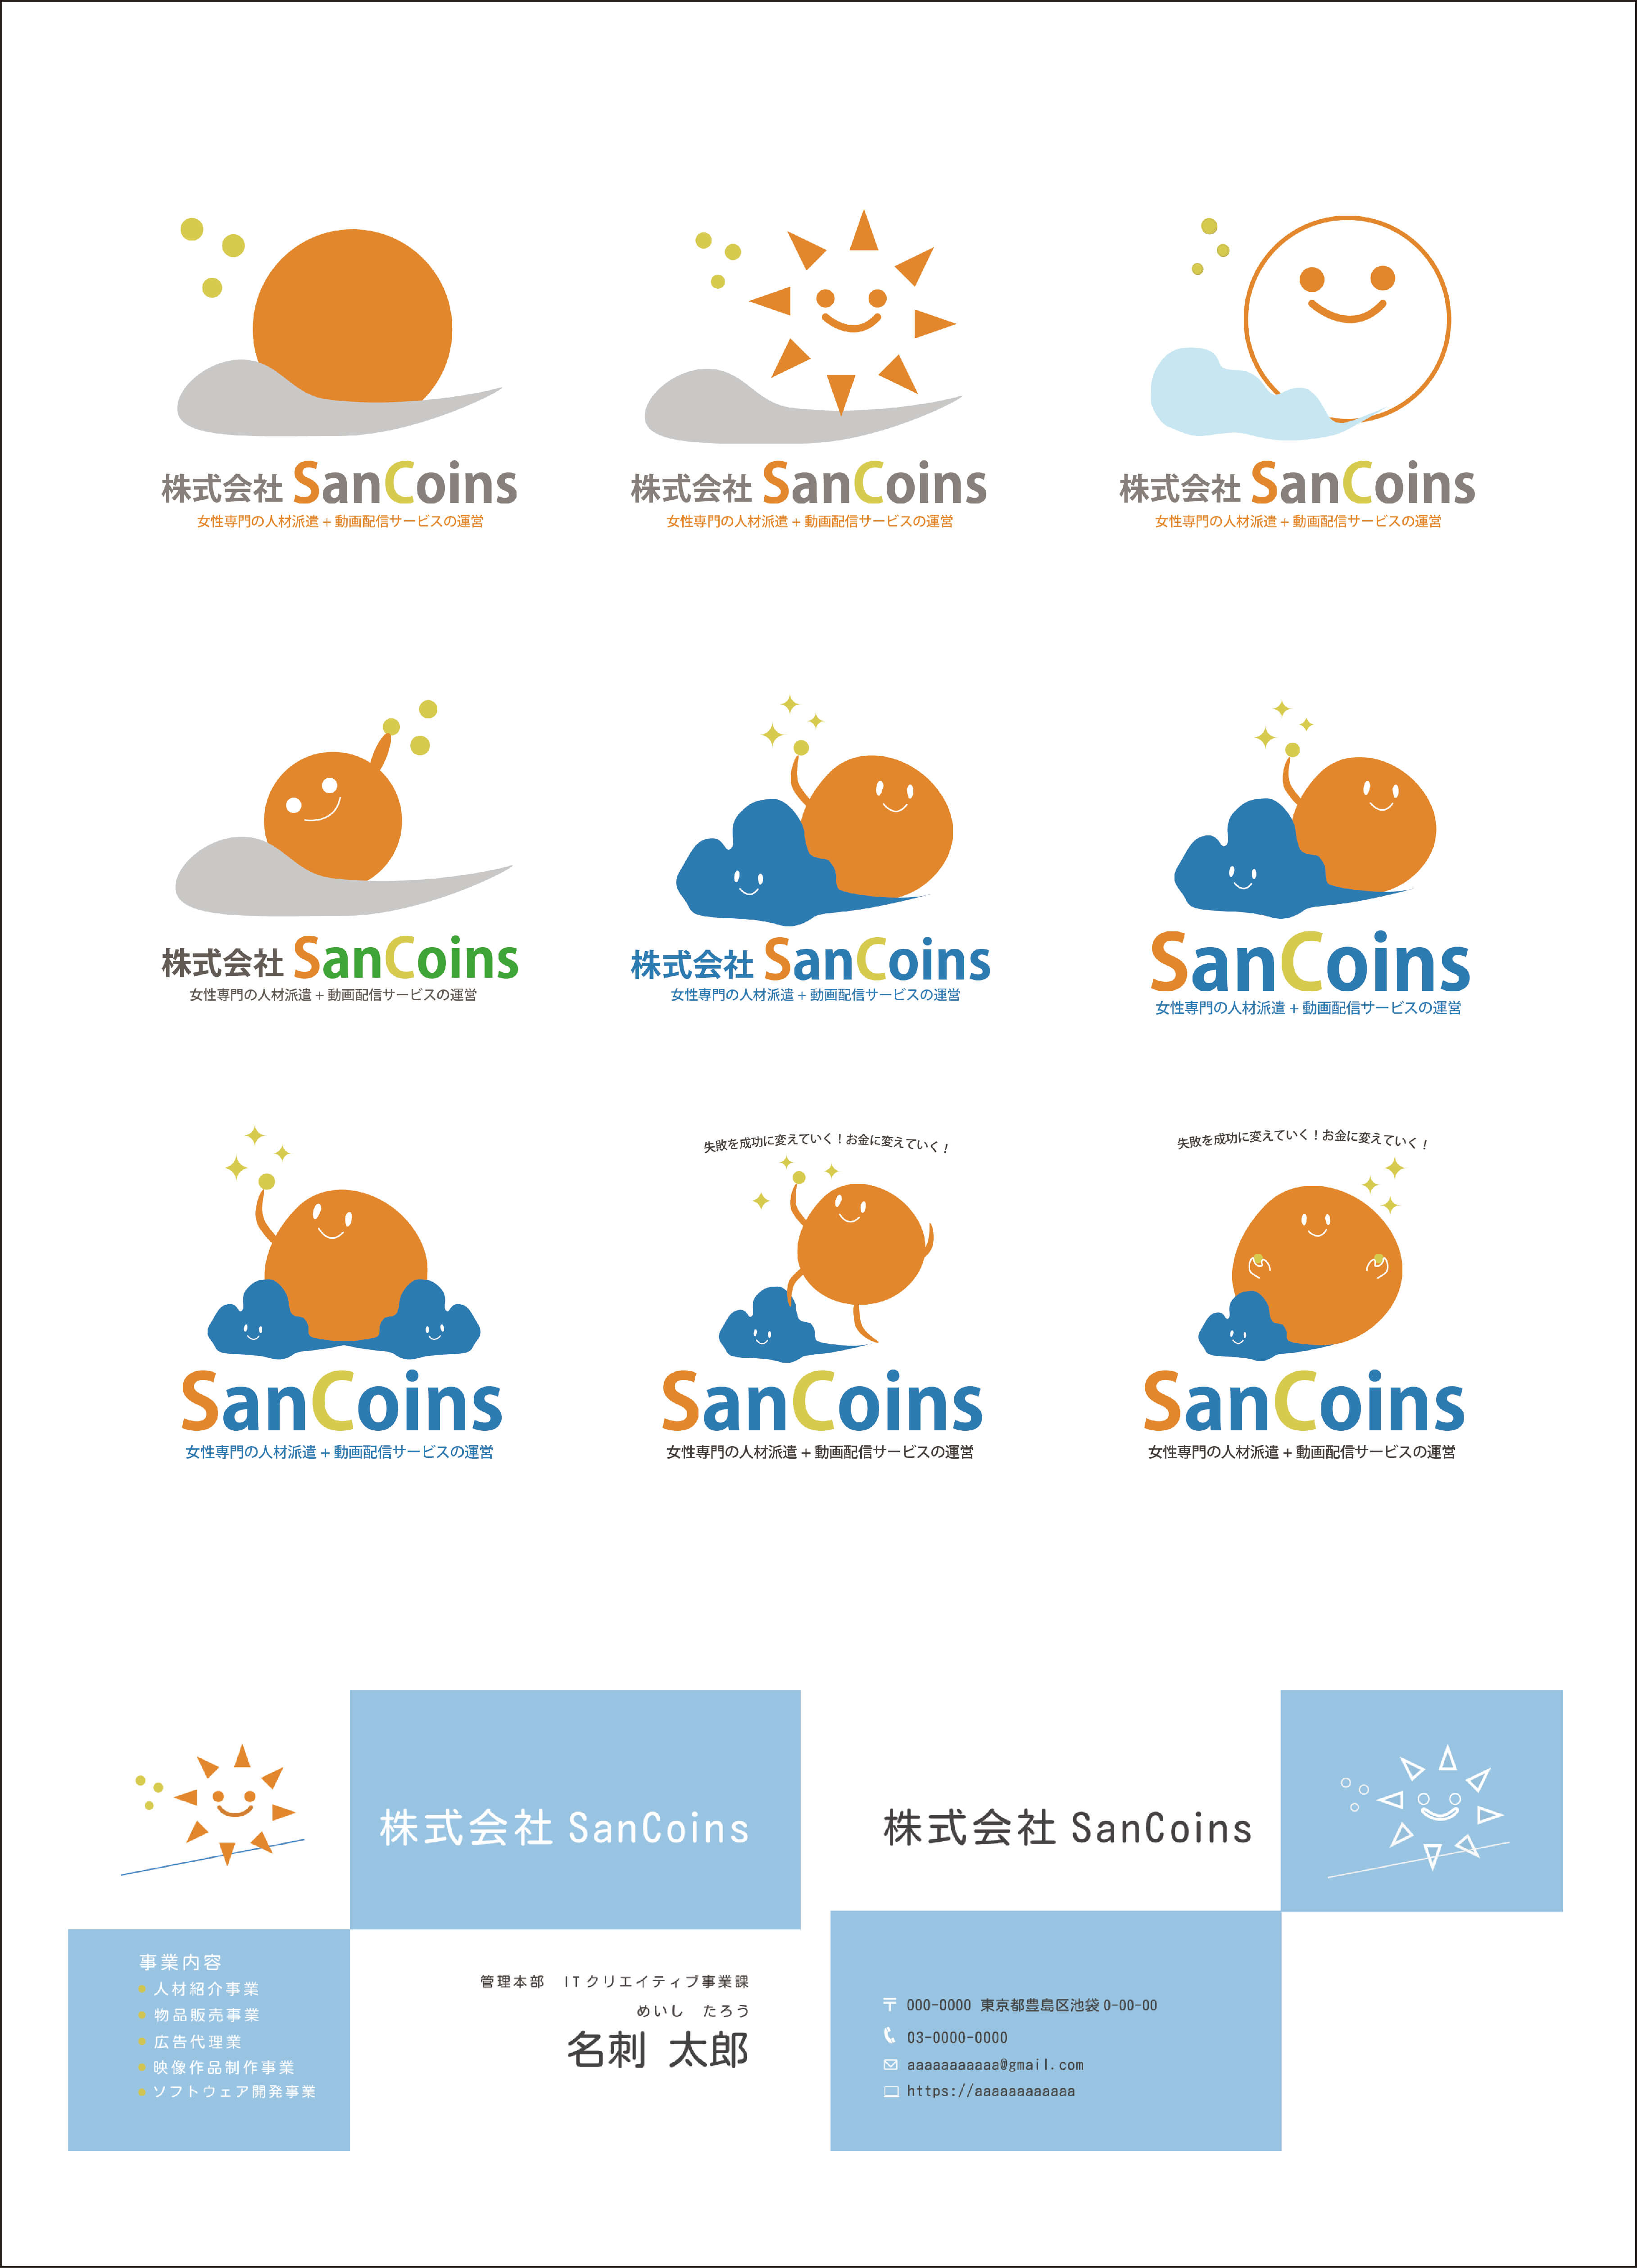 株式会社 SanCoins
女性専門の人材派遣+動画配信サービスの運営
株式会社 SanCoins
女性専門の人材派遣+動画配信サービスの運営
株式会社 SanCoins
女性専門の人材派遣+動画配信サービスの運営
株式会社 SanCoins
女性専門の人材派遣+動画配信サービスの運営
株式会社 SanCoins
女性専門の人材派遣+動画配信サービスの運営
SanCoins
女性専門の人材派遣+動画配信サービスの運営
SanCoins
女性専門の人材派遣+動画配信サービスの運営
失敗を成功に変えていく!お金に変えていく!
SanCoins
女性専門の人材派遣+動画配信サービスの運営
失敗を成功に変えていく!お金に変えていく!
SanCoins
女性専門の人材派遣+動画配信サービスの運営
株式会社 SanCoins
事業内容
人材紹介事業
物品販売事業
広告代理業
映像作品制作事業
ソフトウェア開発事業
管理本部 ITクリエイティブ事業課
めいし たろう
名刺 太郎
株式会社 SanCoins
〒 000-0000 東京都豊島区池袋0-00-00
03-0000-0000
aaaaaaaaaaa@gmail.com
https://aaaaaaaaaaaa